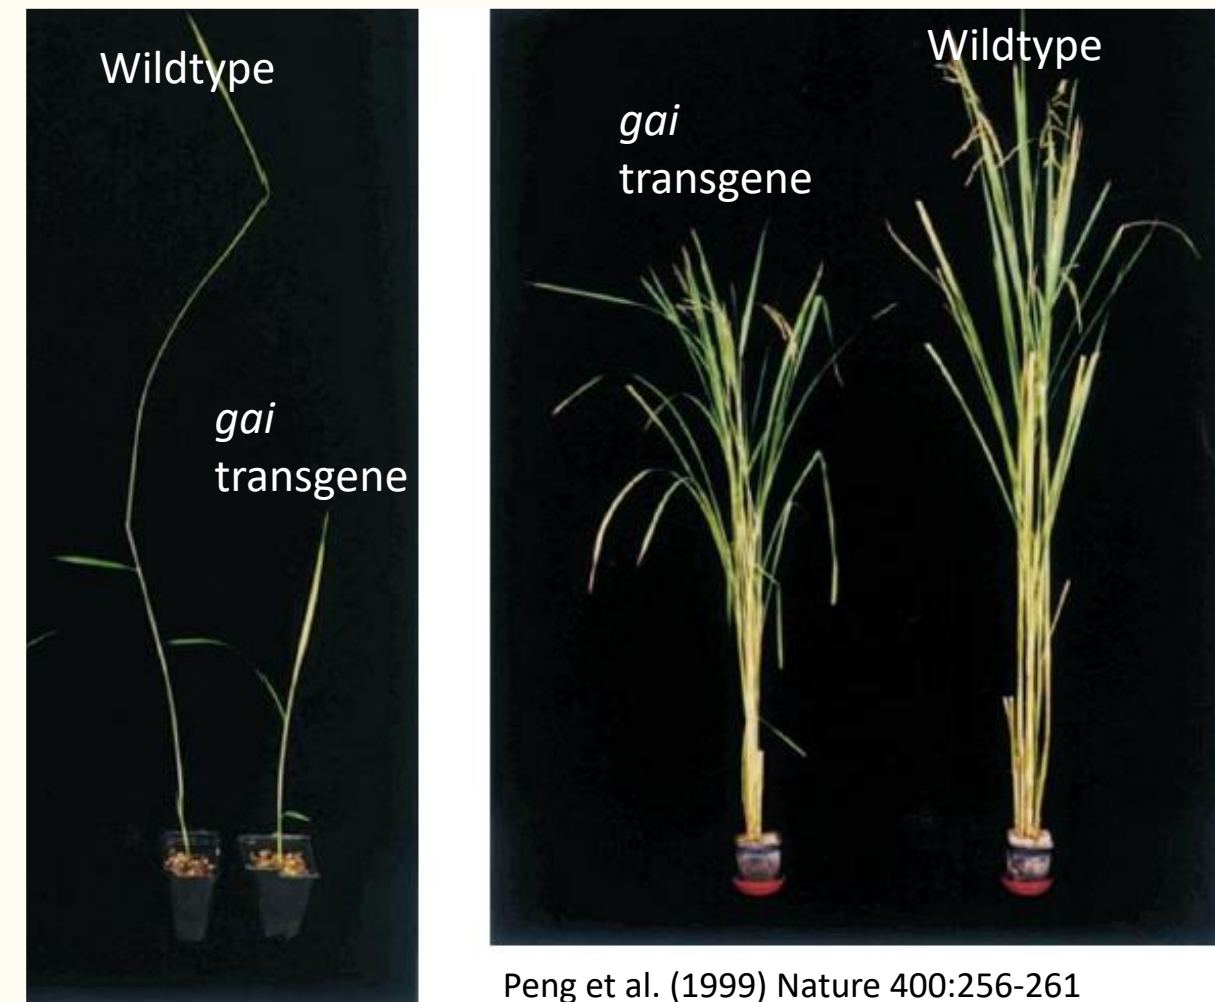 Wildtype
gai
transgene
Wildtype
gai
transgene
Peng et al. (1999) Nature 400:256-261